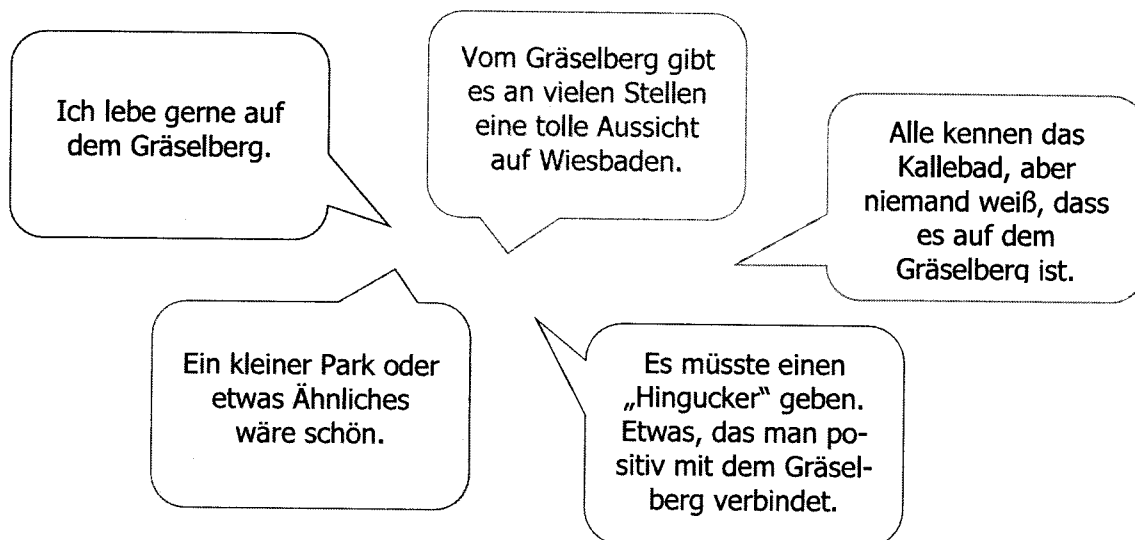 Ich lebe gerne auf
dem Gräselberg.
Vom Gräselberg gibt
es an vielen Stellen
eine tolle Aussicht
auf Wiesbaden.
Alle kennen das
Kallebad, aber
niemand weiß, dass
es auf dem
Gräselberg ist.
Ein kleiner Park oder
etwas Ähnliches
wäre schön.
Es müsste einen
„Hingucker“ geben.
Etwas, das man po-
sitiv mit dem Gräsel-
berg verbindet.